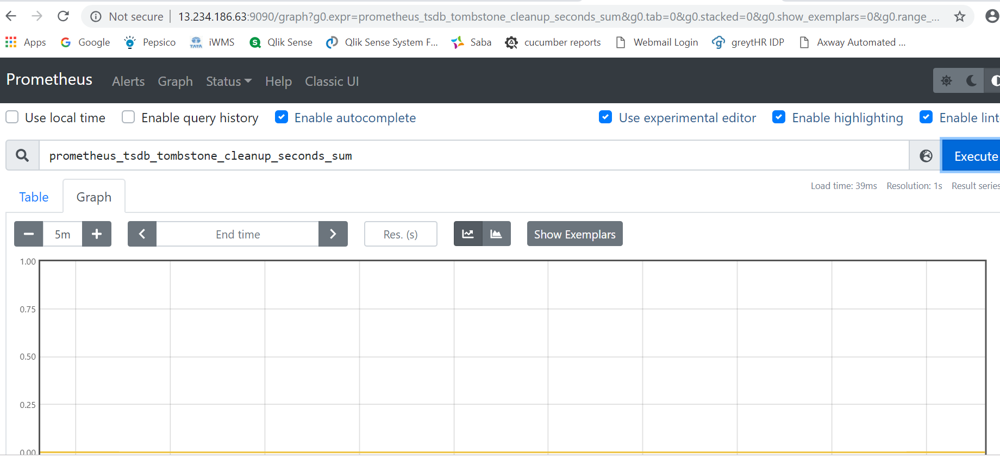 Not secure | 13.234.186.63:9090/graph?g0.expr=prometheus_tsdb_tombstone_cleanup_seconds_sum&g0.tab=0&g0.stacked=0&g0.show_exemplars=0&g0.range_...
Apps Google Pepsico TATA iWMS Qlik Sense Qlik Sense System F... Saba cucumber reports Webmail Login greytHR IDP Axway Automated ...
Prometheus Alerts Graph Status Help Classic UI
Use local time Enable query history Enable autocomplete Use experimental editor Enable highlighting Enable lint
prometheus_tsdb_tombstone_cleanup_seconds_sum Execute
Load time: 39ms Resolution: 1s Result series
Table Graph
5m End time Res. (s) Show Exemplars
1.00
0.75
0.50
0.25
0.00